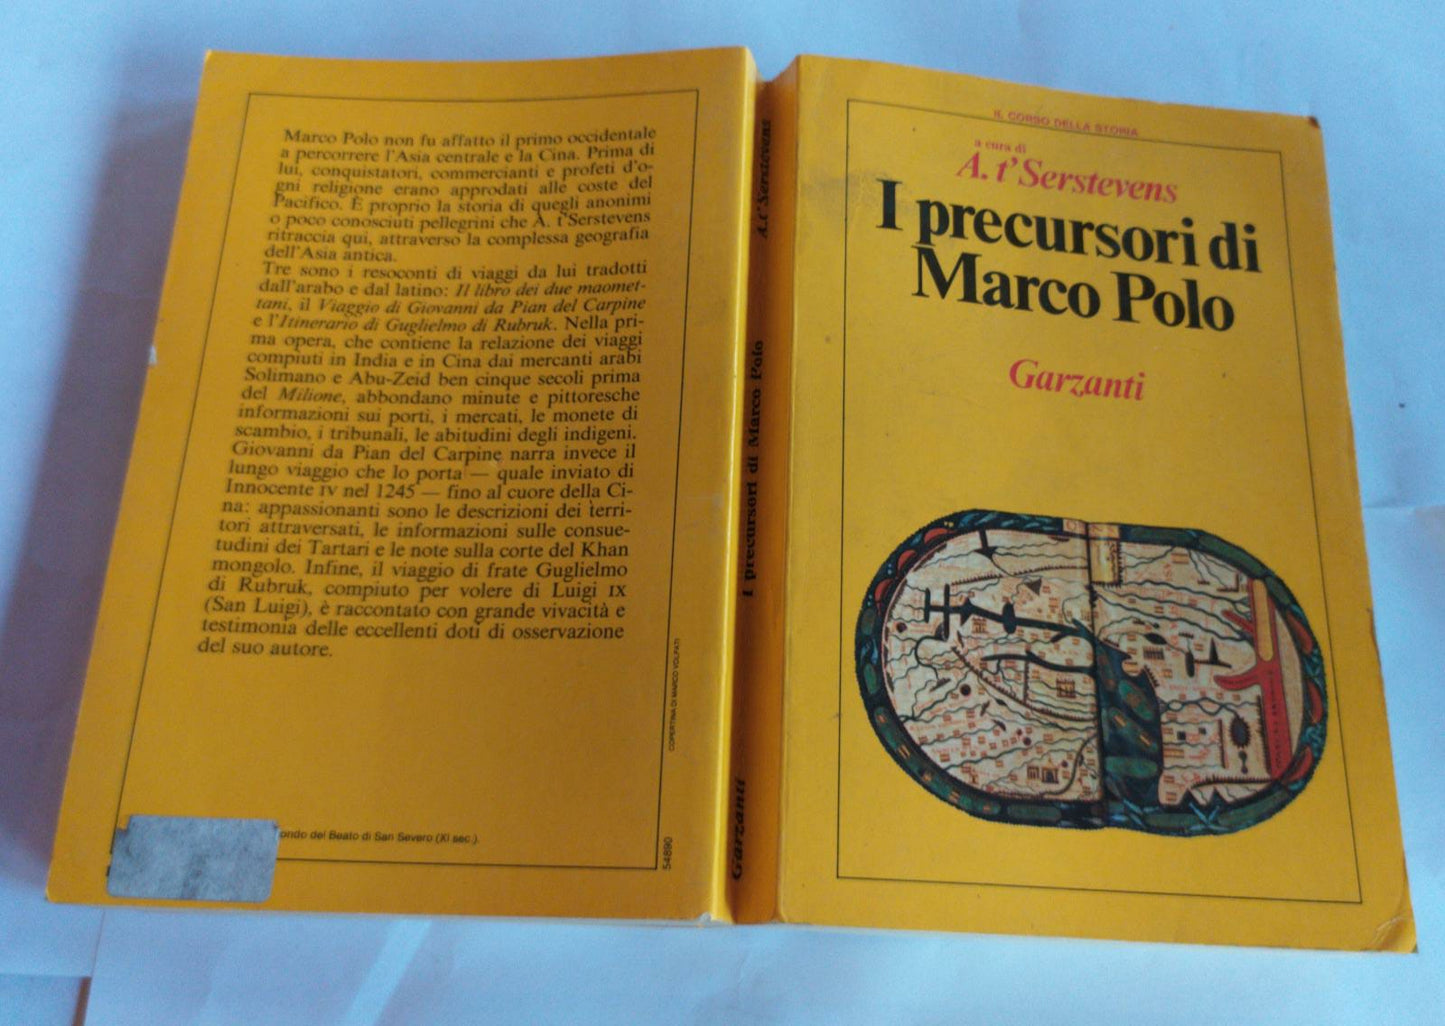 Marco Polo non fu affatto il primo occidentale
a percorrere l'Asia centrale e la Cina. Prima di
lui, conquistatori, commercianti e profeti d'o-
gni religione erano approdati alle coste del
Pacifico. È proprio la storia di quegli anonimi
o poco conosciuti pellegrini che A. t'Serstevens
ritraccia qui, attraverso la complessa geografia
dell'Asia antica.
Tre sono i resoconti di viaggi da lui tradotti
dall'arabo e dal latino: Il libro dei due maomet-
tani, il Viaggio di Giovanni da Pian del Carpine
e l'Itinerario di Guglielmo di Rubruk. Nella pri-
ma opera, che contiene la relazione dei viaggi
compiuti in India e in Cina dai mercanti arabi
Solimano e Abu-Zeid ben cinque secoli prima
del Milione, abbondano minute e pittoresche
informazioni sui porti, i mercati, le monete di
scambio, i tribunali, le abitudini degli indigeni.
Giovanni da Pian del Carpine narra invece il
lungo viaggio che lo porta — quale inviato di
Innocente IV nel 1245 — fino al cuore della Ci-
na: appassionanti sono le descrizioni dei terri-
tori attraversati, le informazioni sulle consue-
tudini dei Tartari e le note sulla corte del Khan
mongolo. Infine, il viaggio di frate Guglielmo
di Rubruk, compiuto per volere di Luigi IX
(San Luigi), è raccontato con grande vivacità e
testimonia delle eccellenti doti di osservazione
del suo autore.
COPERTINA DI MARCO VOLPATI
ondo del Beato di San Severo (XI sec.).
54890
A. t'Serstevens
I precursori di Marco Polo
Garzanti
IL CORSO DELLA STORIA
a cura di
A. t'Serstevens
I precursori di
Marco Polo
Garzanti